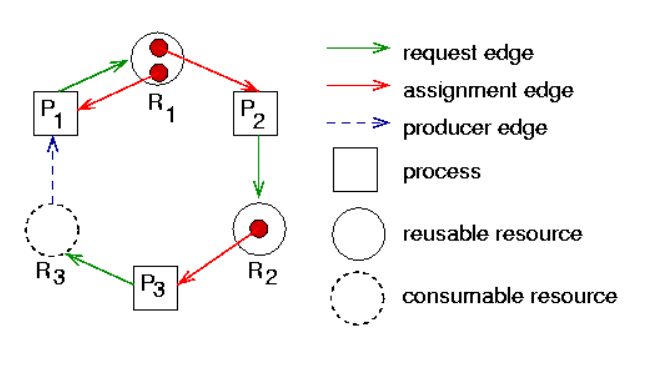 R1
P1
P2
R3
P3
R2
request edge
assignment edge
producer edge
process
reusable resource
consumable resource